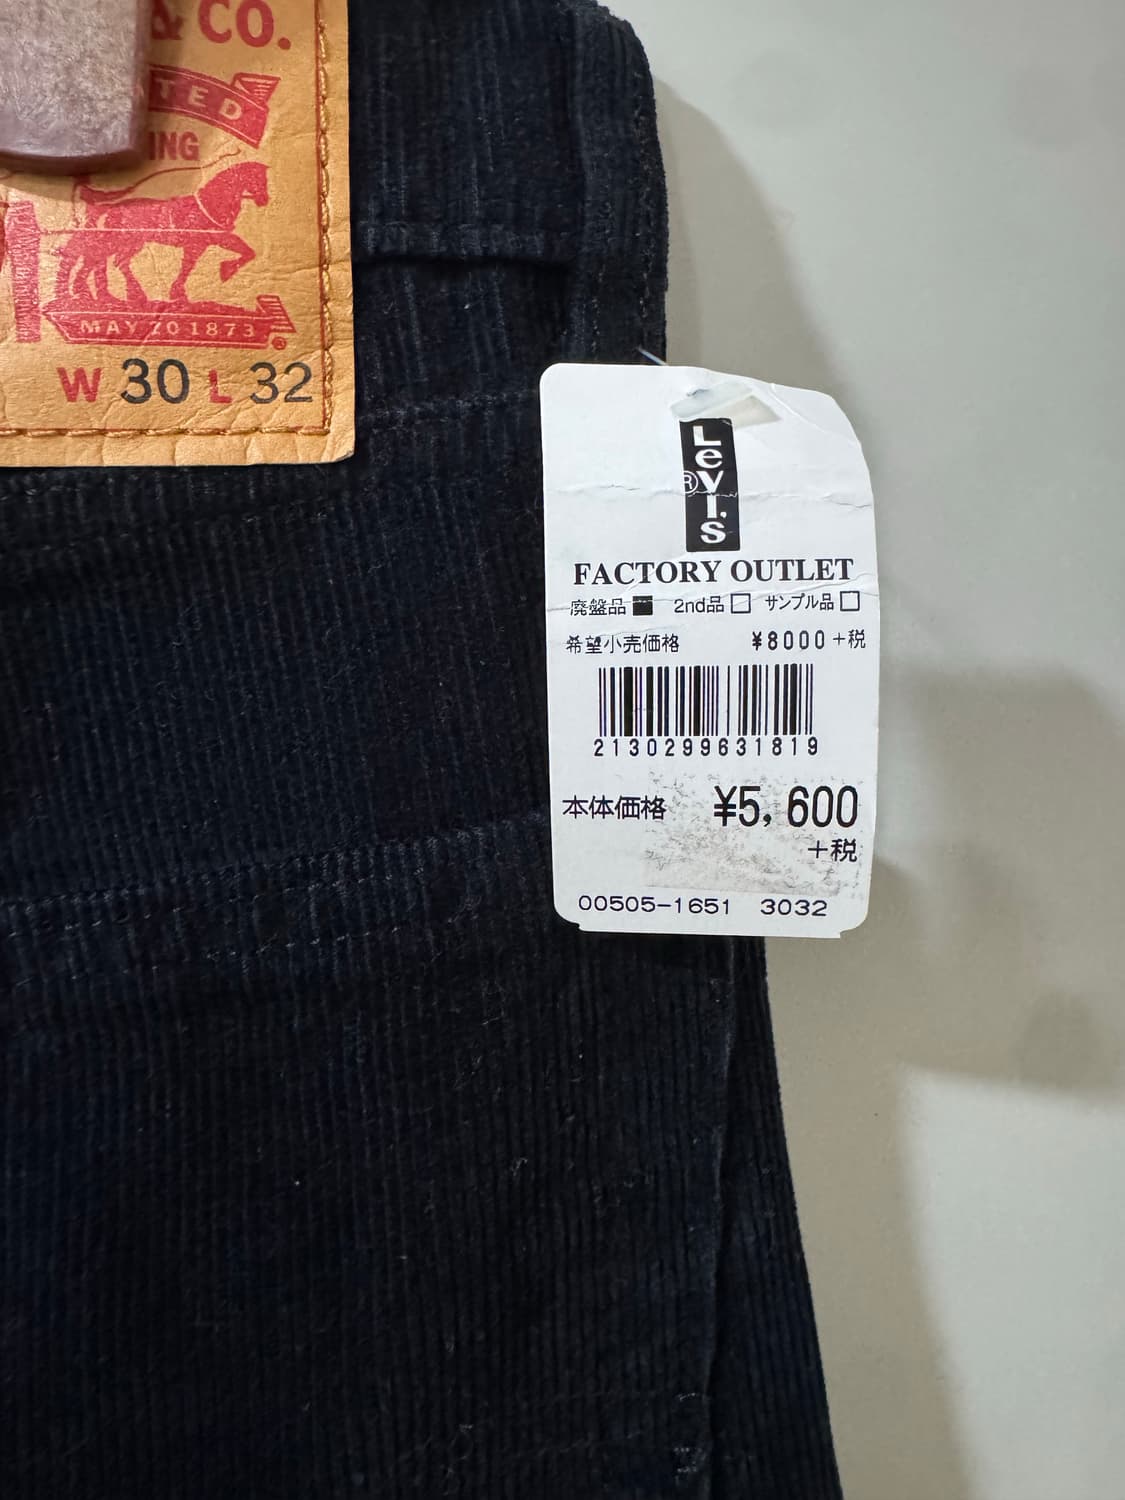 & CO.
TED
ING
MAY 20 1873 ®
W 30 L 32
Levi's
®
FACTORY OUTLET
廃盤品 ■ 2nd品 □ サンプル品 □
希望小売価格 ¥8000+税
2130299631819
本体価格 ¥5,600
+税
00505-1651 3032